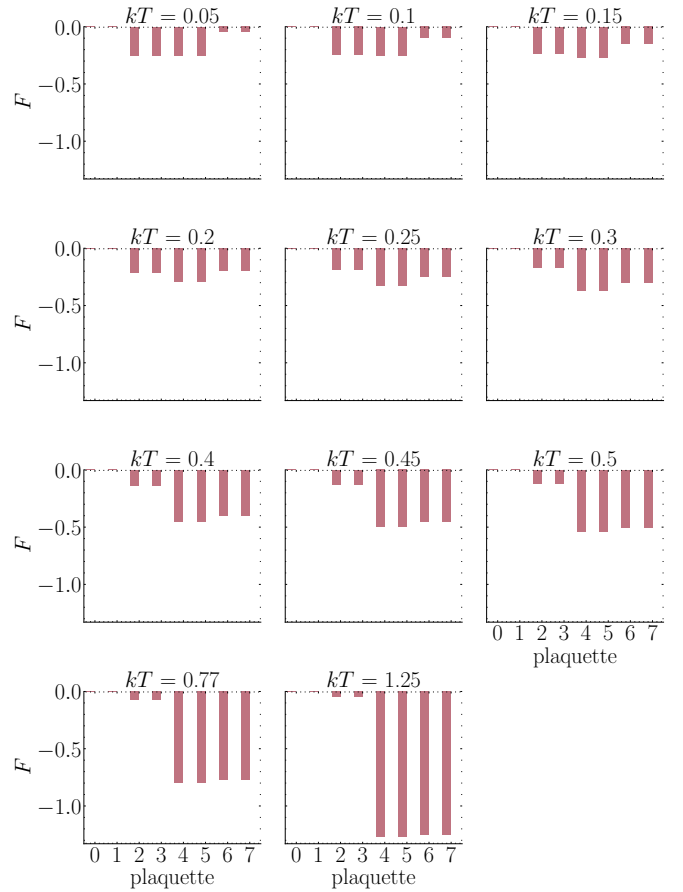 kT = 0.05 kT = 0.1 kT = 0.15
0.0
−0.5
−1.0
F
kT = 0.2 kT = 0.25 kT = 0.3
0.0
−0.5
−1.0
F
kT = 0.4 kT = 0.45 kT = 0.5
0.0
−0.5
−1.0
F
0 1 2 3 4 5 6 7
plaquette
kT = 0.77 kT = 1.25
0.0
−0.5
−1.0
F
0 1 2 3 4 5 6 7 0 1 2 3 4 5 6 7
plaquette plaquette